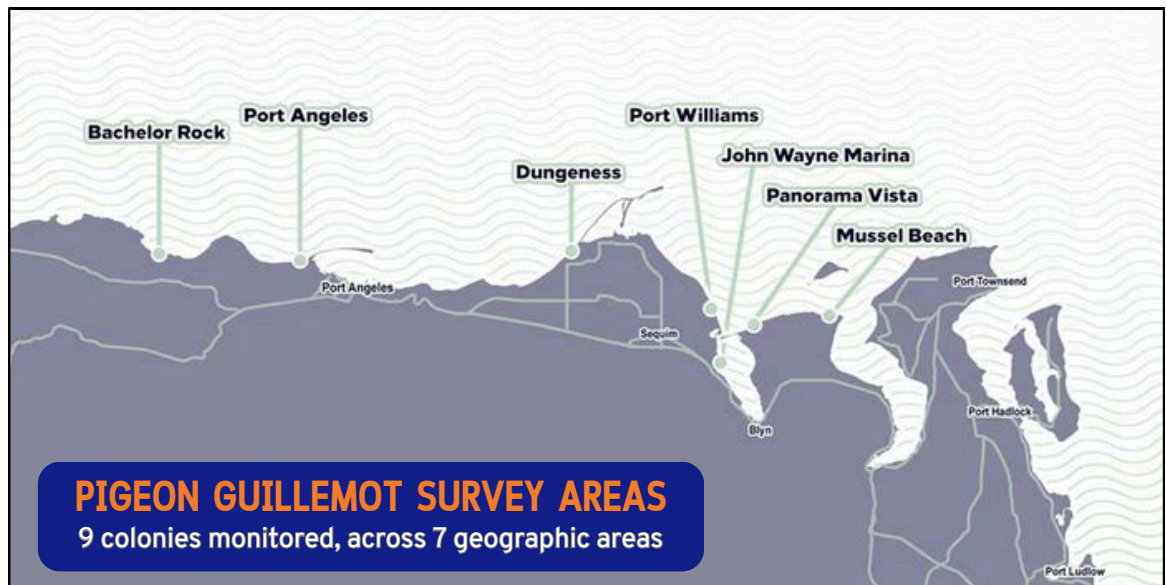 Bachelor Rock
Port Angeles
Dungeness
Port Williams
John Wayne Marina
Panorama Vista
Mussel Beach
Port Angeles
Sequim
Blyn
Port Townsend
Port Hadlock
Port Ludlow
PIGEON GUILLEMOT SURVEY AREAS
9 colonies monitored, across 7 geographic areas